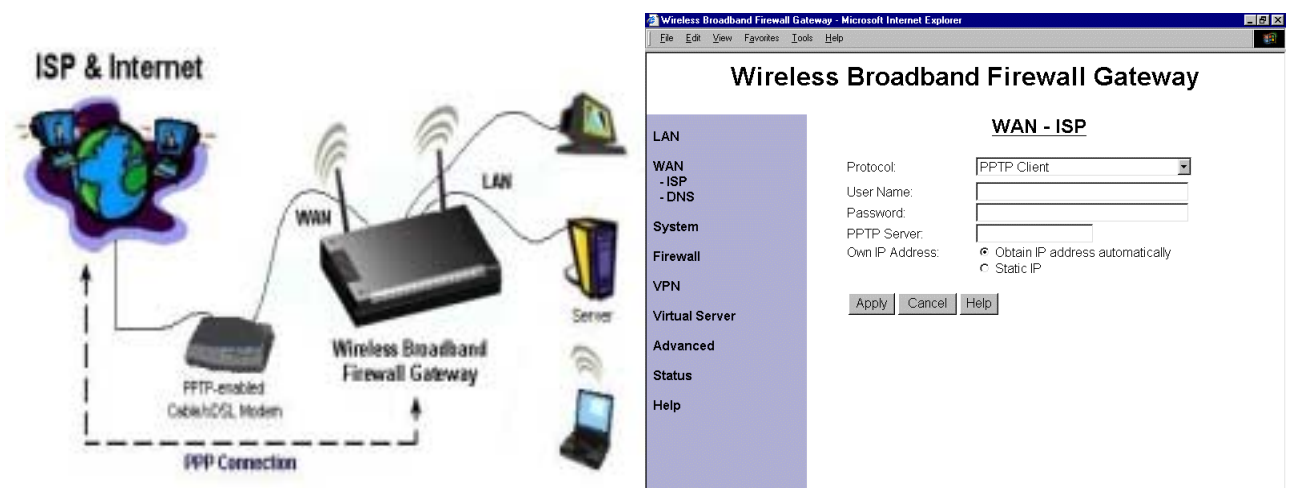 ISP & Internet
LAN
WAN
Server
Wireless Broadband
Firewall Gateway
PPTP-enabled
Cable/xDSL Modem
PPP Connection
Wireless Broadband Firewall Gateway - Microsoft Internet Explorer
File Edit View Favorites Tools Help
Wireless Broadband Firewall Gateway
LAN
WAN
- ISP
- DNS
System
Firewall
VPN
Virtual Server
Advanced
Status
Help
WAN - ISP
Protocol: PPTP Client
User Name:
Password:
PPTP Server:
Own IP Address: Obtain IP address automatically
Static IP
Apply Cancel Help